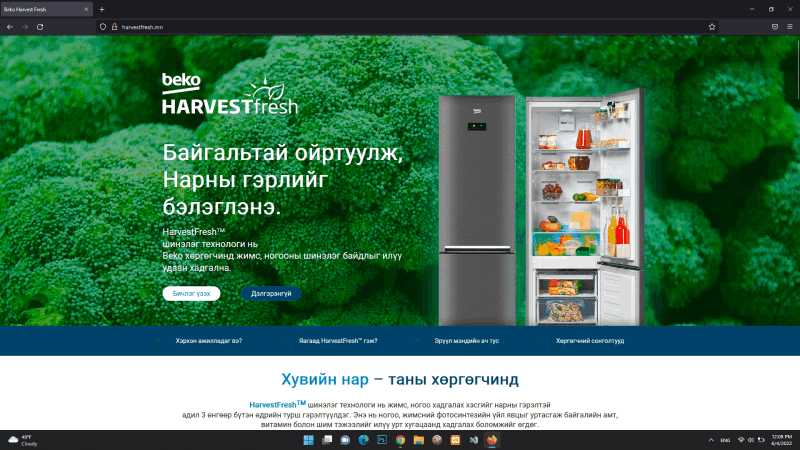 Beko Harvest Fresh
harvestfresh.mn
beko
HARVESTfresh
Байгальтай ойртуулж,
Нарны гэрлийг
бэлэглэнэ.
HarvestFresh™
шинэлэг технологи нь
Beko хөргөгчинд жимс, ногооны шинэлэг байдлыг илүү
удаан хадгална.
Бичлэг үзэх
Дэлгэрэнгүй
Хэрхэн ажилладаг вэ?
Яагаад HarvestFresh™ гэж?
Эрүүл мэндийн ач тус
Хөргөгчний сонголтууд
Хувийн нар – таны хөргөгчинд
HarvestFresh™ шинэлэг технологи нь жимс, ногоо хадгалах хэсгийг нарны гэрэлтэй
адил 3 өнгөөр бүтэн өдрийн турш гэрэлтүүлдэг. Энэ нь ногоо, жимсний фотосинтезийн үйл явцыг уртасгаж байгалийн амт,
витамин болон шим тэжээлийг илүү урт хугацаанд хадгалах боломжийг өгдөг.
49°F
Cloudy
ENG
12:08 PM
6/4/2022